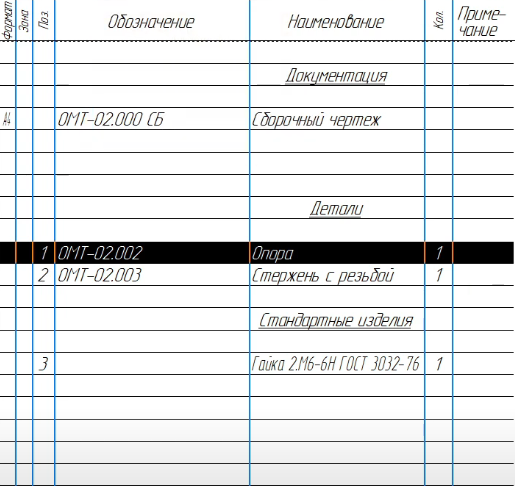 Формат Зона Поз. Обозначение Наименование Кол. Приме-
чание
Документация
А4 ОМТ-02.000 СБ Сборочный чертеж
Детали
1 ОМТ-02.002 Опора 1
2 ОМТ-02.003 Стержень с резьбой 1
Стандартные изделия
3 Гайка 2.М6-6Н ГОСТ 3032-76 1